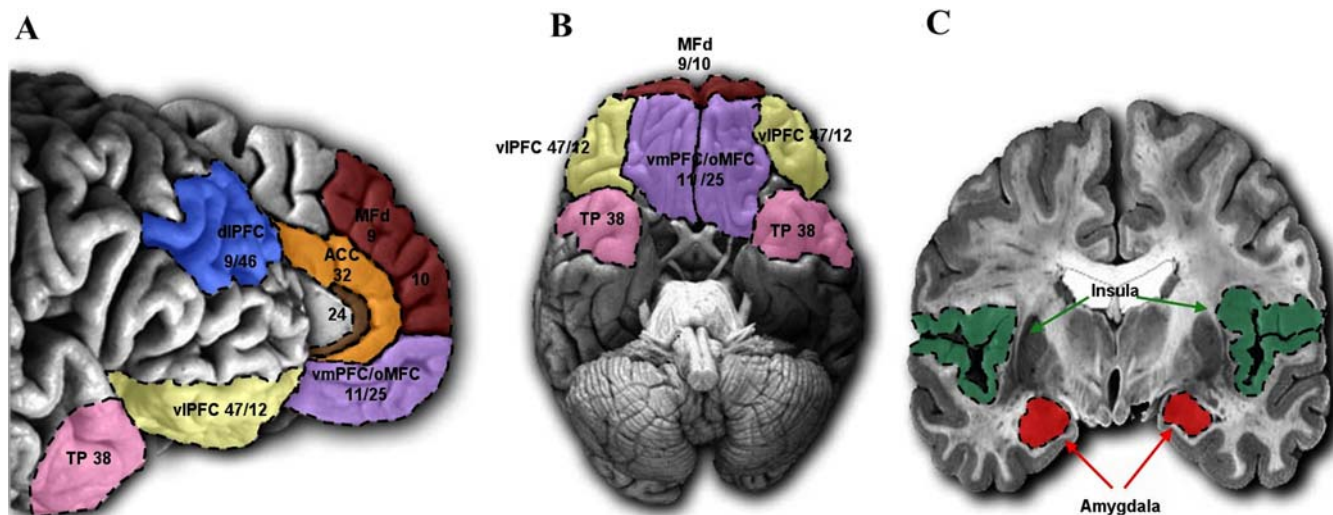 A
dlPFC
9/46
MFd
9
ACC
32
10
24
vmPFC/oMFC
11/25
vlPFC 47/12
TP 38
B
MFd
9/10
vlPFC 47/12
vlPFC 47/12
vmPFC/oMFC
11/25
TP 38
TP 38
C
Insula
Amygdala